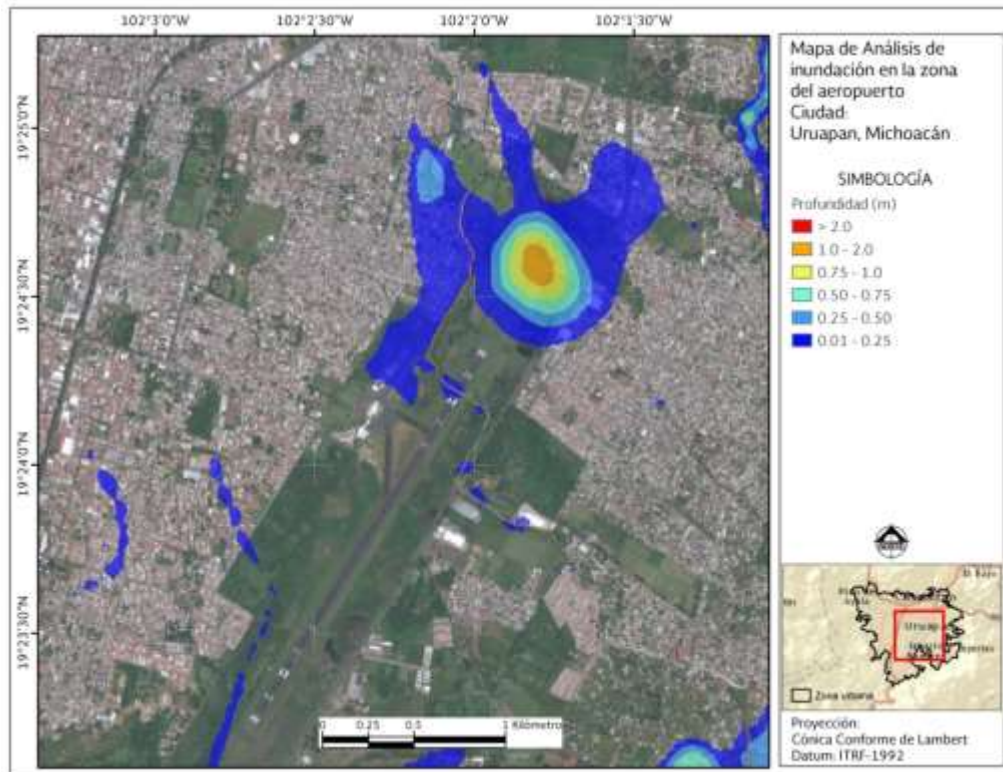 102°3'0"W 102°2'30"W 102°2'0"W 102°1'30"W
19°25'0"N
19°24'30"N
19°24'0"N
19°23'30"N
0 0.25 0.5 1 Kilómetro
Mapa de Análisis de
inundación en la zona
del aeropuerto
Ciudad:
Uruapan, Michoacán
SIMBOLOGÍA
Profundidad (m)
> 2.0
1.0 - 2.0
0.75 - 1.0
0.50 - 0.75
0.25 - 0.50
0.01 - 0.25
Uruap
Zona urbana
Proyección:
Cónica Conforme de Lambert
Datum: ITRF-1992